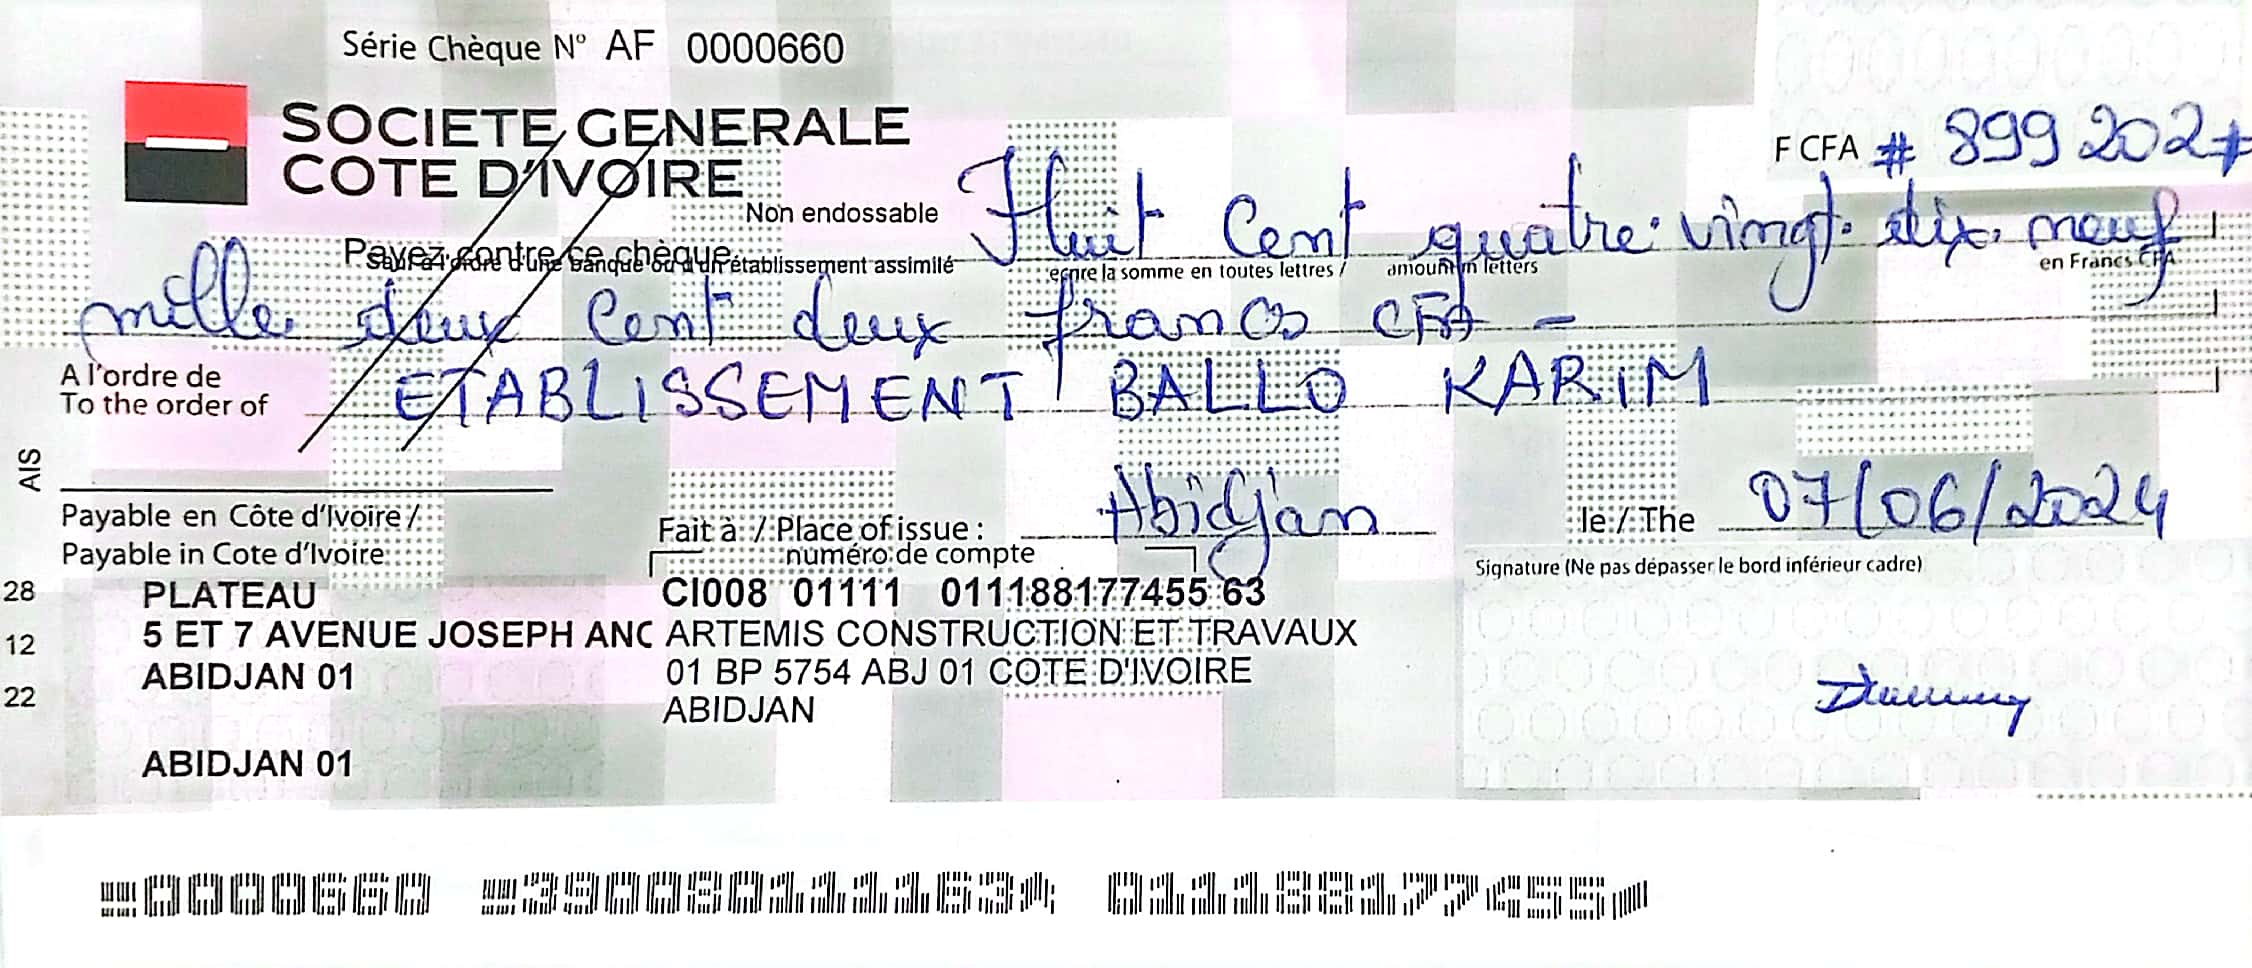 Série Chèque N° AF 0000660
SOCIETE GENERALE
COTE D'IVOIRE
F CFA # 899 202 #
Non endossable
Payez contre ce chèque Huit Cent quatre-vingt-dix-neuf
sauf à l'ordre d'une banque ou d'un établissement assimilé
ecrire la somme en toutes lettres / amount in letters
en Francs CFA
mille deux Cent deux francs CFA -
A l'ordre de
To the order of
ETABLISSEMENT BALLO KARIM
AIS
Payable en Côte d'Ivoire /
Payable in Cote d'Ivoire
Fait à / Place of issue : Abidjan
le / The 07/06/2024
numéro de compte
Signature (Ne pas dépasser le bord inférieur cadre)
28 PLATEAU
CI008 01111 011188177455 63
12 5 ET 7 AVENUE JOSEPH ANO
ARTEMIS CONSTRUCTION ET TRAVAUX
22 ABIDJAN 01
01 BP 5754 ABJ 01 COTE D'IVOIRE
ABIDJAN
ABIDJAN 01
0000660 390080111163 011188177455